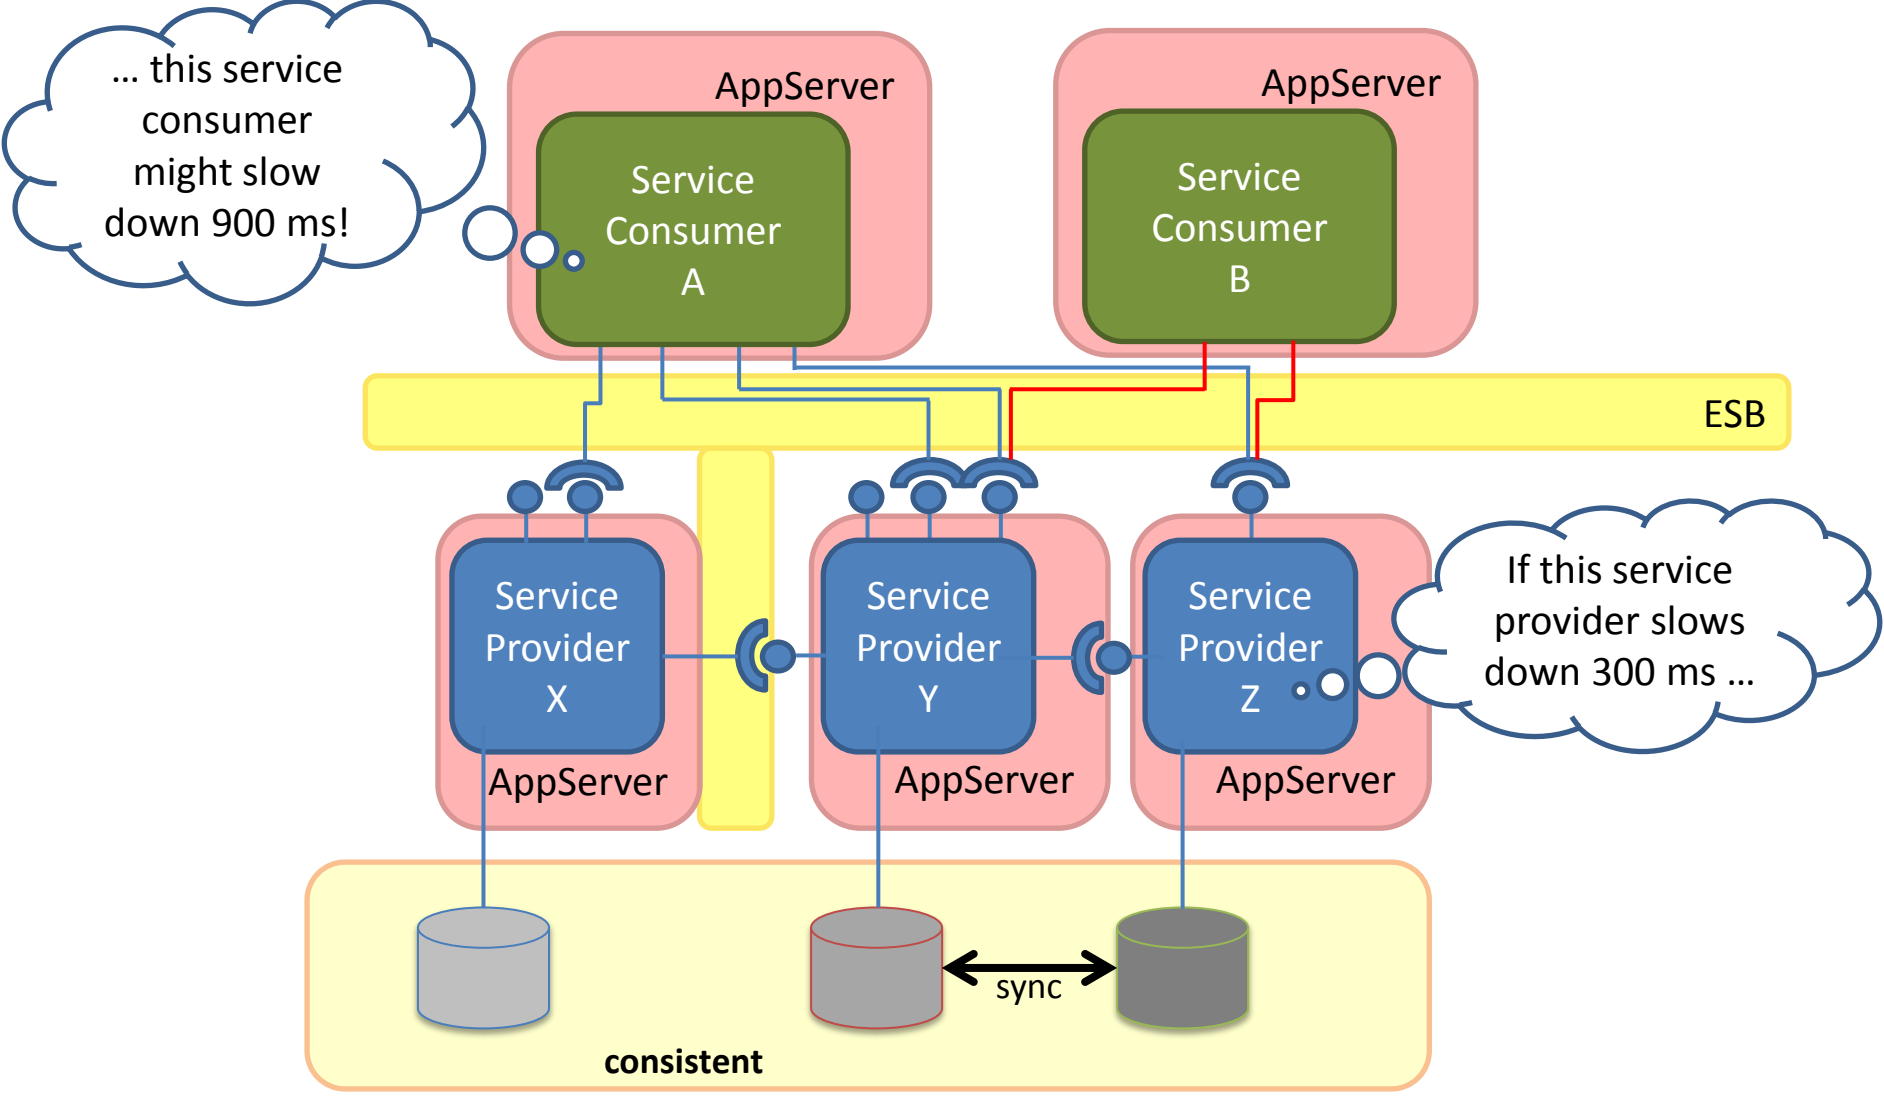 ... this service
consumer
might slow
down 900 ms!
AppServer
Service
Consumer
A
AppServer
Service
Consumer
B
ESB
Service
Provider
X
AppServer
Service
Provider
Y
AppServer
Service
Provider
Z
AppServer
If this service
provider slows
down 300 ms ...
sync
consistent